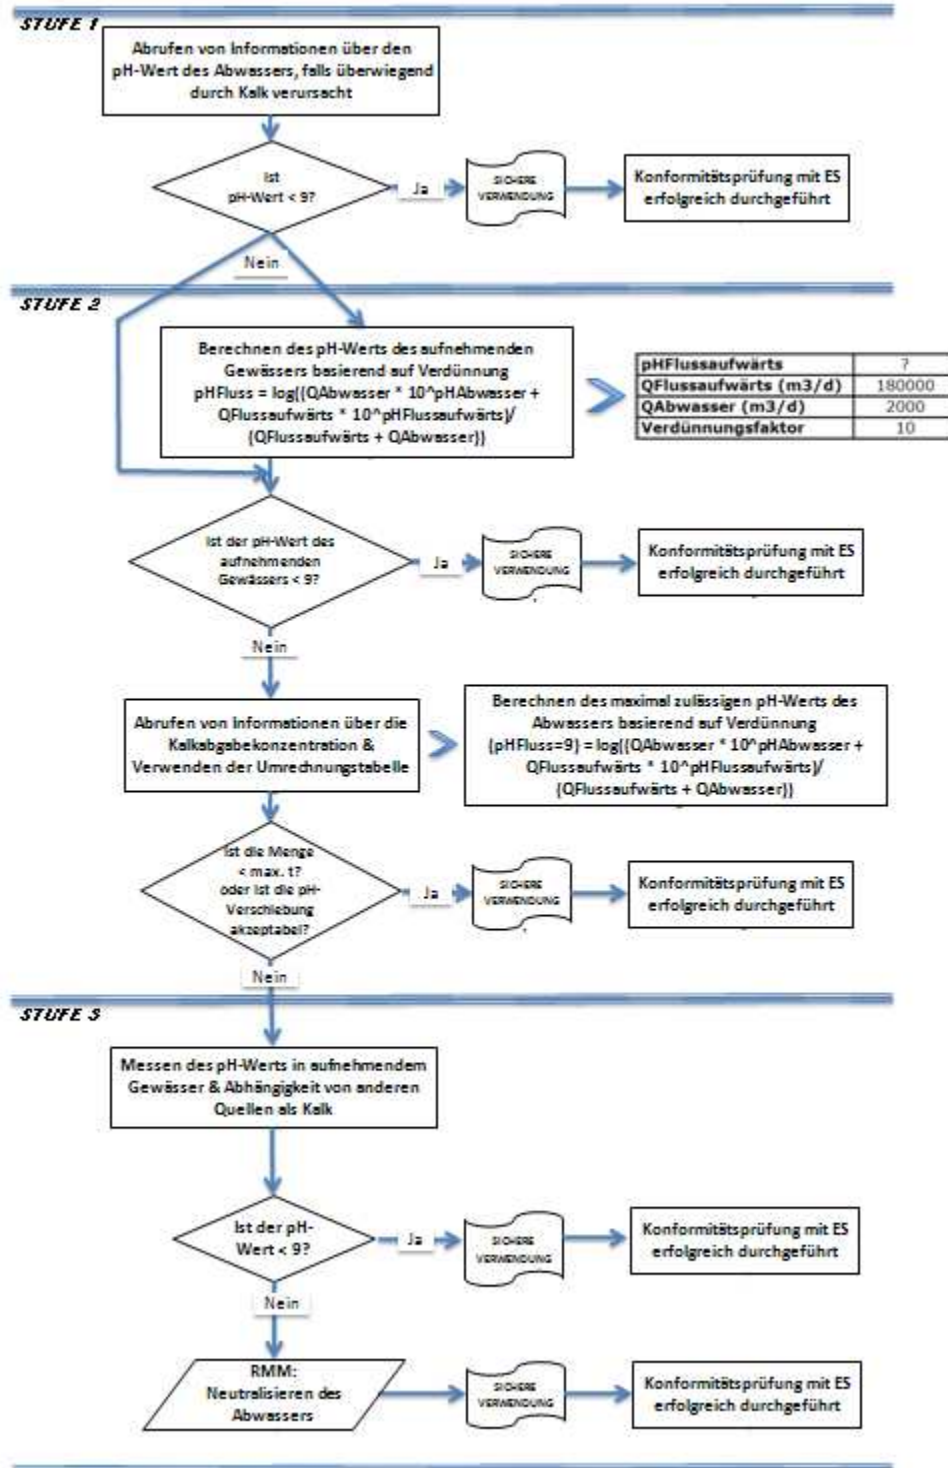 STUFE 1
Abrufen von Informationen über den
pH-Wert des Abwassers, falls überwiegend
durch Kalk verursacht
Ist
pH-Wert < 9?
Ja
SICHERE
VERWENDUNG
Konformitätsprüfung mit ES
erfolgreich durchgeführt
Nein
STUFE 2
Berechnen des pH-Werts des aufnehmenden
Gewässers basierend auf Verdünnung
pHFluss = log((QAbwasser * 10^pHAbwasser +
QFlussaufwärts * 10^pHFlussaufwärts)/
(QFlussaufwärts + QAbwasser))
pHFlussaufwärts ?
QFlussaufwärts (m3/d) 180000
QAbwasser (m3/d) 2000
Verdünnungsfaktor 10
Ist der pH-Wert des
aufnehmenden
Gewässers < 9?
Ja
SICHERE
VERWENDUNG
Konformitätsprüfung mit ES
erfolgreich durchgeführt
Nein
Abrufen von Informationen über die
Kalkabgabekonzentration &
Verwenden der Umrechnungstabelle
Berechnen des maximal zulässigen pH-Werts des
Abwassers basierend auf Verdünnung
(pHFluss=9) = log((QAbwasser * 10^pHAbwasser +
QFlussaufwärts * 10^pHFlussaufwärts)/
(QFlussaufwärts + QAbwasser))
Ist die Menge
< max. t?
oder ist die pH-
Verschiebung
akzeptabel?
Ja
SICHERE
VERWENDUNG
Konformitätsprüfung mit ES
erfolgreich durchgeführt
Nein
STUFE 3
Messen des pH-Werts in aufnehmendem
Gewässer & Abhängigkeit von anderen
Quellen als Kalk
Ist der pH-
Wert < 9?
Ja
SICHERE
VERWENDUNG
Konformitätsprüfung mit ES
erfolgreich durchgeführt
Nein
RMM:
Neutralisieren des
Abwassers
SICHERE
VERWENDUNG
Konformitätsprüfung mit ES
erfolgreich durchgeführt